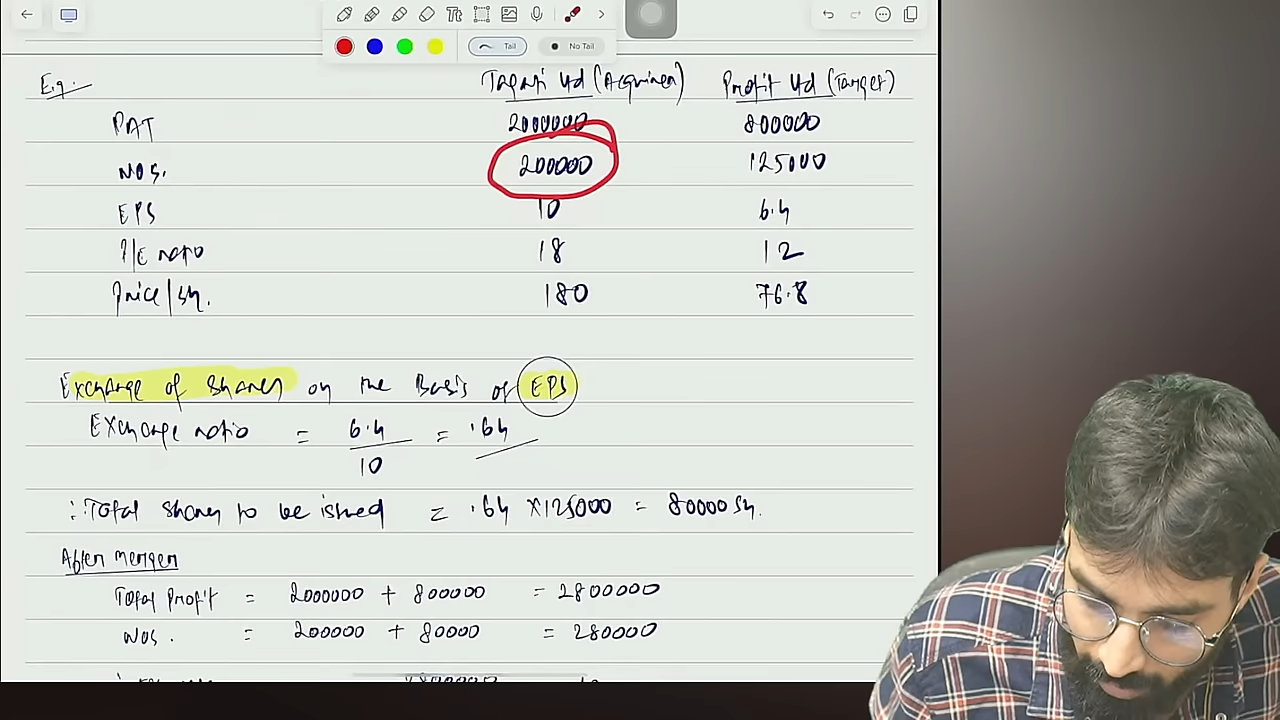 E.g. Tapari Ltd (Acquirer) Profit Ltd (Target)
PAT 2000000 800000
NOS. 200000 125000
EPS 10 6.4
P/E ratio 18 12
Price/sh. 180 76.8
Exchange of Shares on the Basis of EPS
Exchange ratio = 6.4 / 10 = .64
∴ Total Shares to be issued = .64 × 125000 = 80000 sh.
After merger
Total Profit = 2000000 + 800000 = 2800000
NOS. = 200000 + 80000 = 280000
Tail No Tail